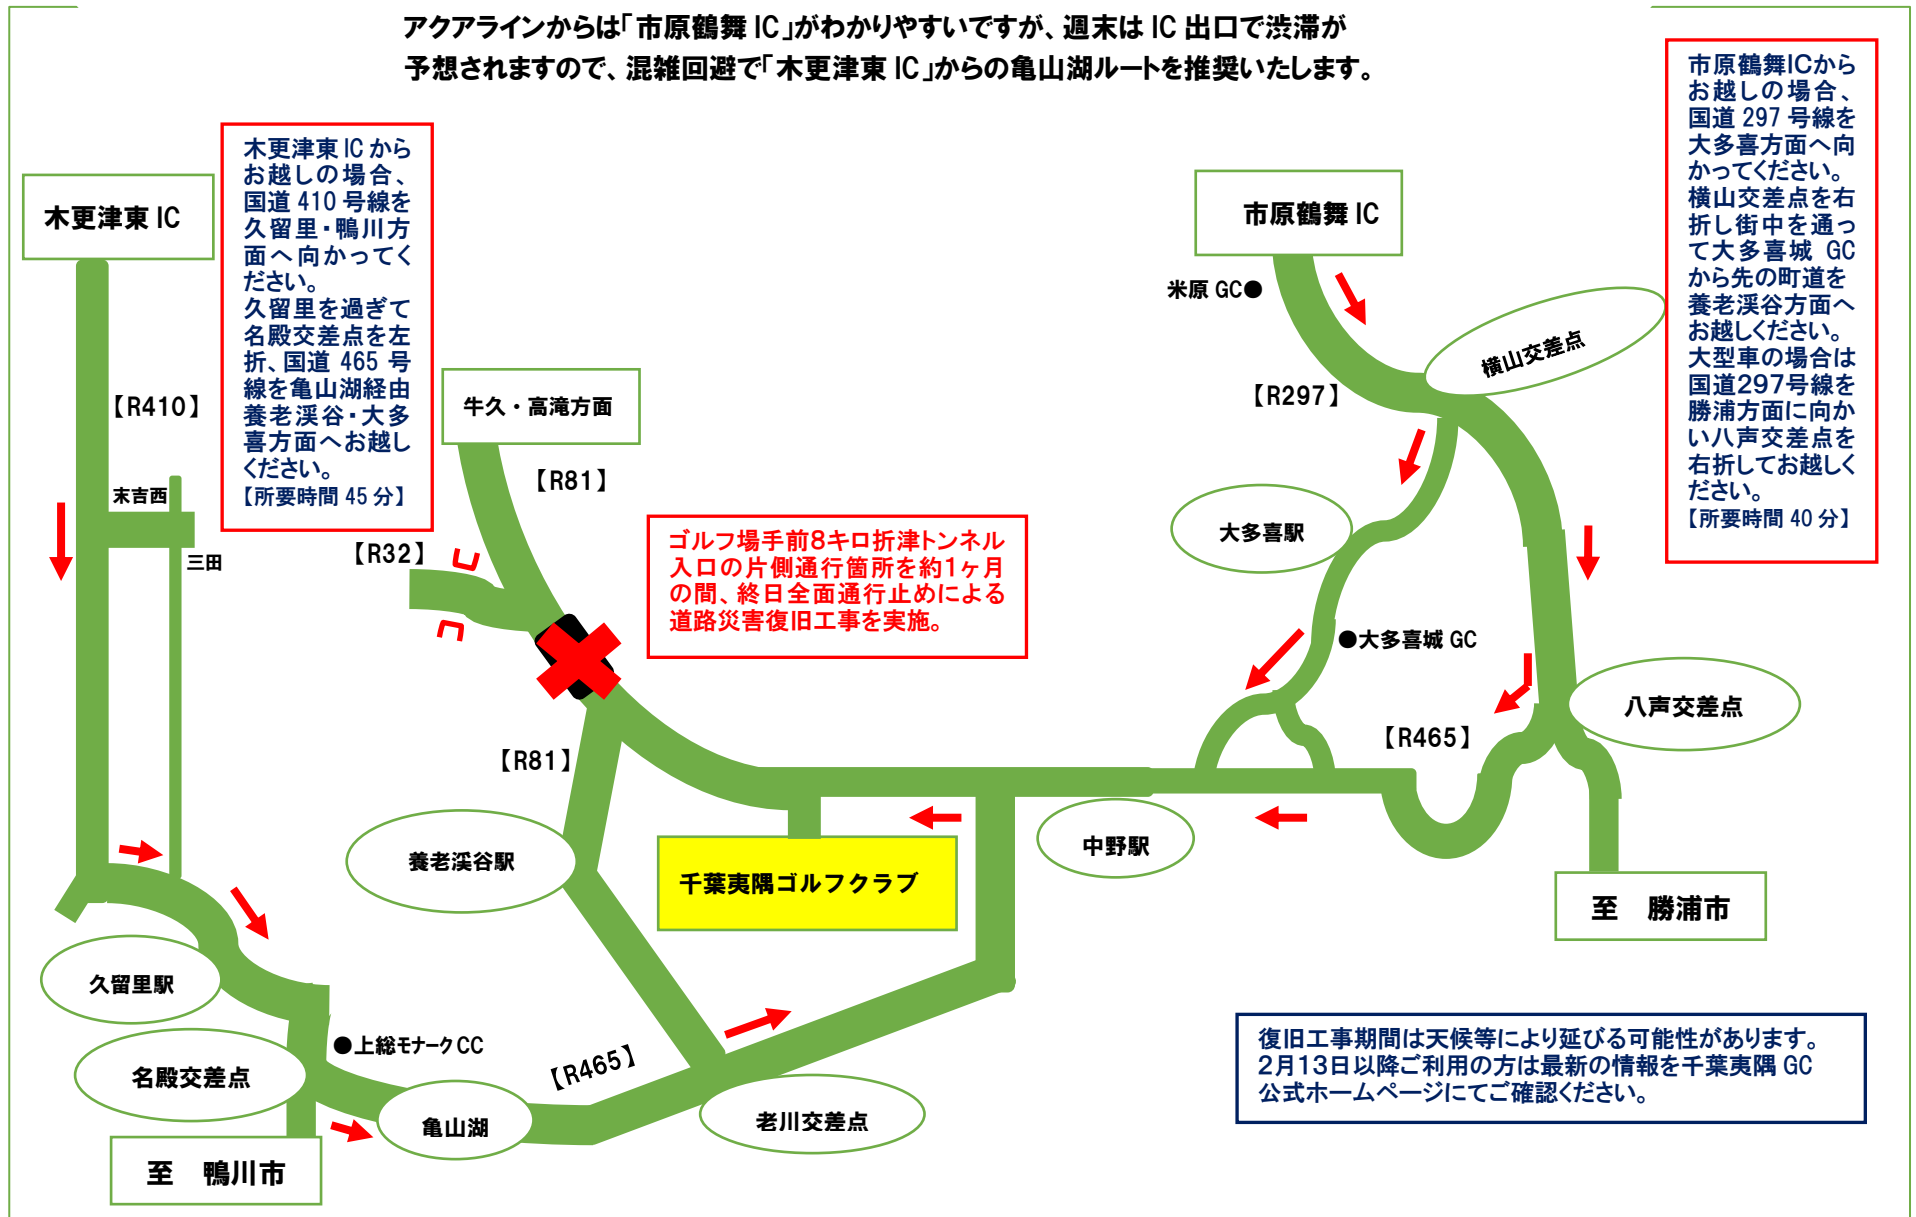 アクアラインからは「市原鶴舞 IC」がわかりやすいですが、週末は IC 出口で渋滞が
予想されますので、混雑回避で「木更津東 IC」からの亀山湖ルートを推奨いたします。
木更津東 IC
木更津東 IC から
お越しの場合、
国道 410 号線を
久留里・鴨川方
面へ向かってく
ださい。
久留里を過ぎて
名殿交差点を左
折、国道 465 号
線を亀山湖経由
養老渓谷・大多
喜方面へお越し
ください。
【所要時間 45 分】
市原鶴舞 IC
市原鶴舞ICから
お越しの場合、
国道 297 号線を
大多喜方面へ向
かってください。
横山交差点を右
折し街中を通っ
て大多喜城 GC
から先の町道を
養老渓谷方面へ
お越しください。
大型車の場合は
国道297号線を
勝浦方面に向か
い八声交差点を
右折してお越しく
ださい。
【所要時間 40 分】
米原 GC●
横山交差点
【R297】
【R410】
牛久・高滝方面
【R81】
末吉西
三田
【R32】
ゴルフ場手前8キロ折津トンネル
入口の片側通行箇所を約1ヶ月
の間、終日全面通行止めによる
道路災害復旧工事を実施。
大多喜駅
●大多喜城 GC
八声交差点
【R465】
【R81】
養老渓谷駅
千葉夷隅ゴルフクラブ
中野駅
至　勝浦市
久留里駅
●上総モナーク CC
名殿交差点
【R465】
亀山湖
老川交差点
至　鴨川市
復旧工事期間は天候等により延びる可能性があります。
2月13日以降ご利用の方は最新の情報を千葉夷隅 GC
公式ホームページにてご確認ください。